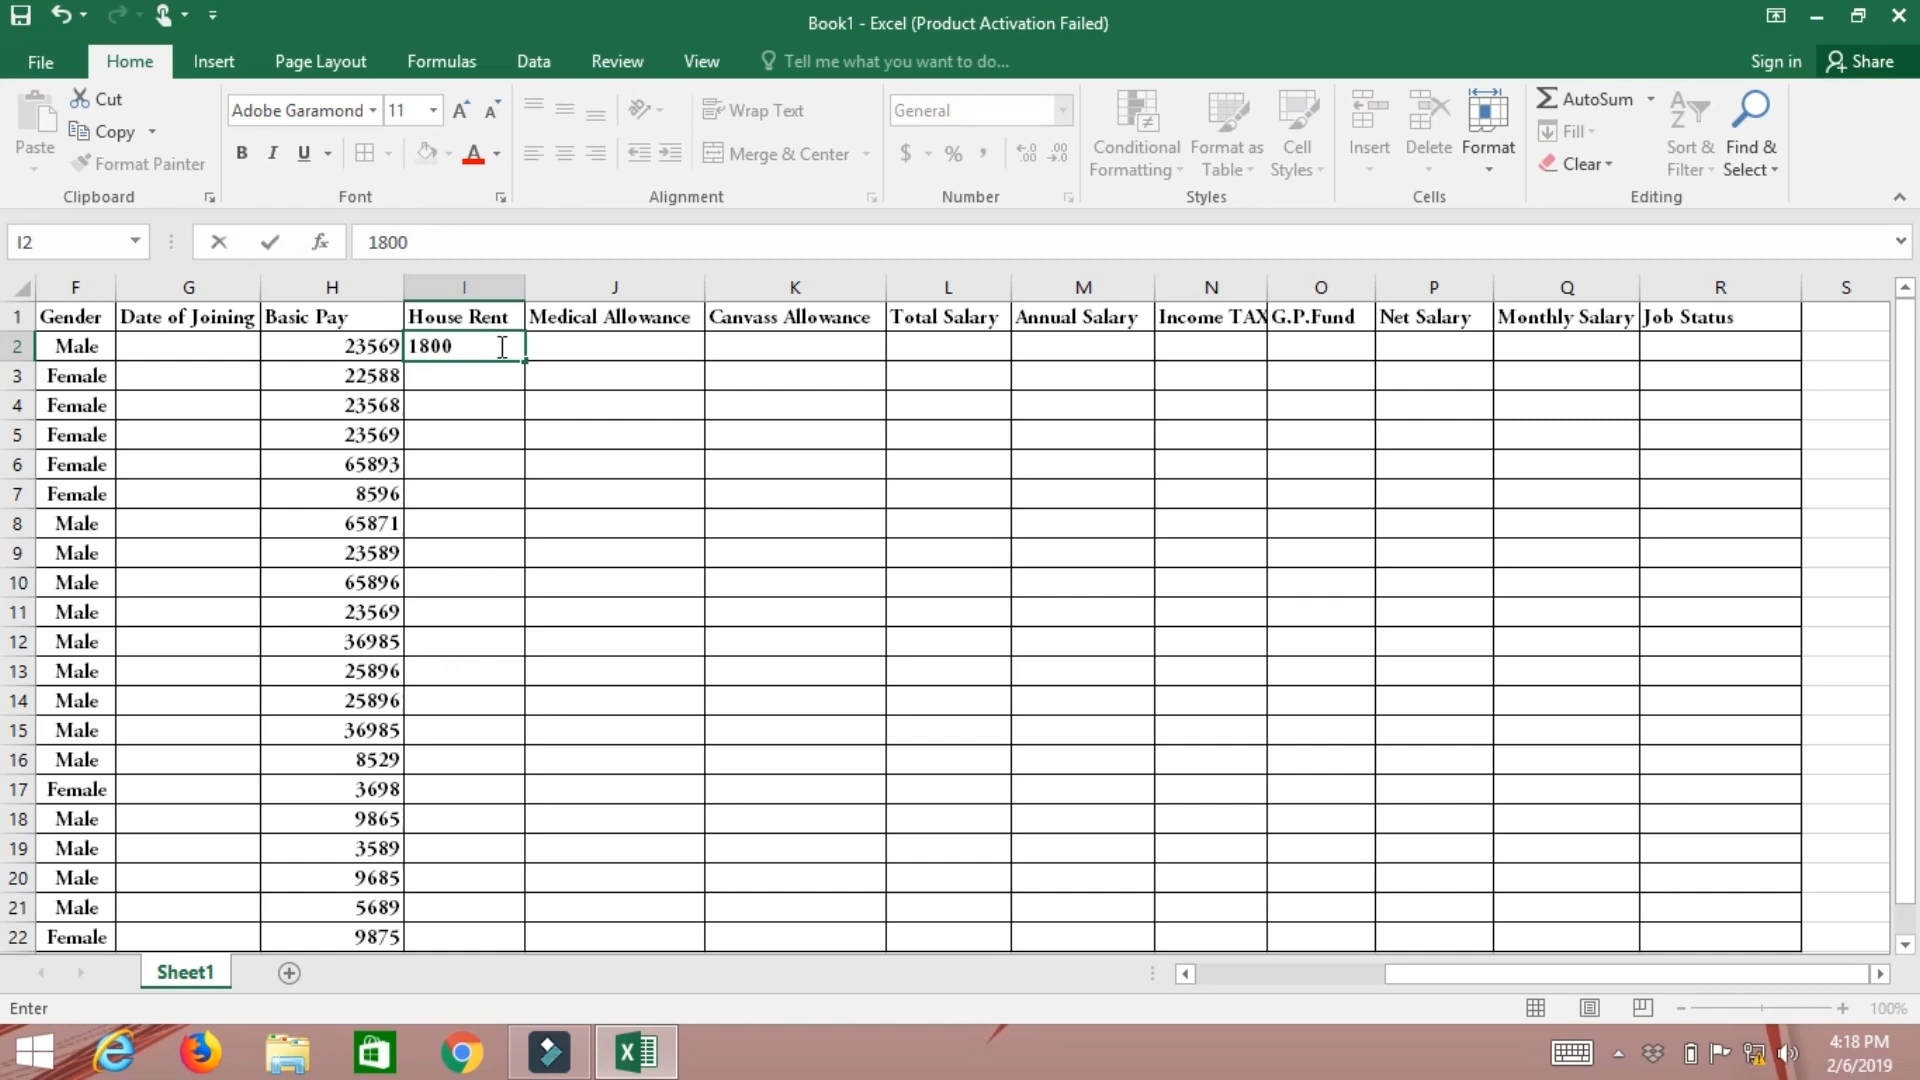 Book1 - Excel (Product Activation Failed)
File Home Insert Page Layout Formulas Data Review View Tell me what you want to do... Sign in Share
Paste Cut Copy Format Painter Clipboard
Adobe Garamond 11 A A B I U A Font
Wrap Text Merge & Center Alignment
General $ % , .00 .00 Number
Conditional Formatting Format as Table Cell Styles Styles
Insert Delete Format Cells
AutoSum Fill Clear Sort & Filter Find & Select Editing
I2 fx 1800
F G H I J K L M N O P Q R S
1 Gender Date of Joining Basic Pay House Rent Medical Allowance Canvass Allowance Total Salary Annual Salary Income TAX G.P.Fund Net Salary Monthly Salary Job Status
2 Male 23569 1800
3 Female 22588
4 Female 23568
5 Female 23569
6 Female 65893
7 Female 8596
8 Male 65871
9 Male 23589
10 Male 65896
11 Male 23569
12 Male 36985
13 Male 25896
14 Male 25896
15 Male 36985
16 Male 8529
17 Female 3698
18 Male 9865
19 Male 3589
20 Male 9685
21 Male 5689
22 Female 9875
Sheet1
Enter 100%
4:18 PM
2/6/2019